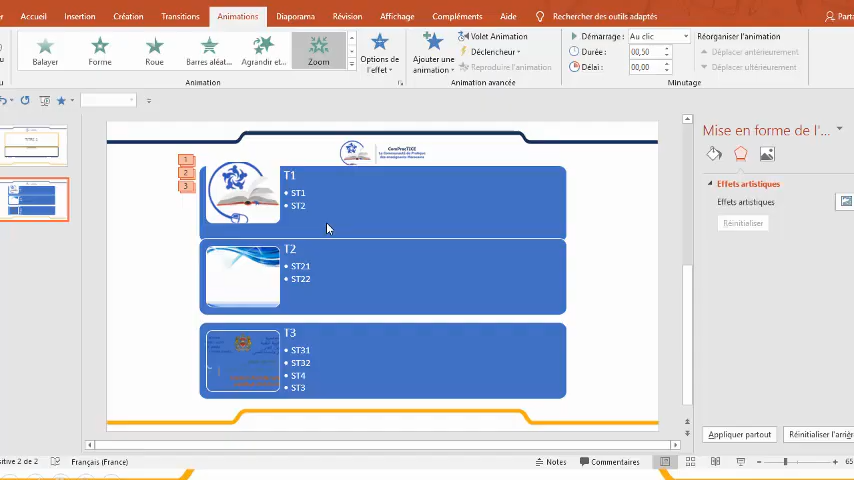 Accueil Insertion Création Transitions Animations Diaporama Révision Affichage Compléments Aide Rechercher des outils adaptés
Balayer Forme Roue Barres aléat... Agrandir et... Zoom
Options de l'effet
Ajouter une animation
Volet Animation
Déclencheur
Reproduire l'animation
Démarrage: Au clic
Durée: 00,50
Délai: 00,00
Réorganiser l'animation
Déplacer antérieurement
Déplacer ultérieurement
Animation Animation avancée Minutage
Mise en forme de l'...
Effets artistiques
Effets artistiques
Réinitialiser
ComPracTICE
1
2
3
T1
• ST1
• ST2
T2
• ST21
• ST22
T3
• ST31
• ST32
• ST4
• ST3
Appliquer partout
2 de 2 Français (France) Notes Commentaires